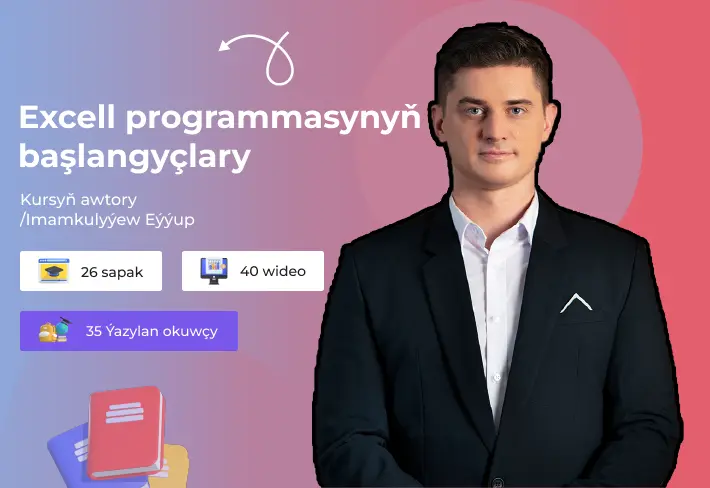 Excell programmasynyň
başlangyçlary
Kursyň awtory
/Imamkulyýew Eýýup
26 sapak
40 wideo
35 Ýazylan okuwçy